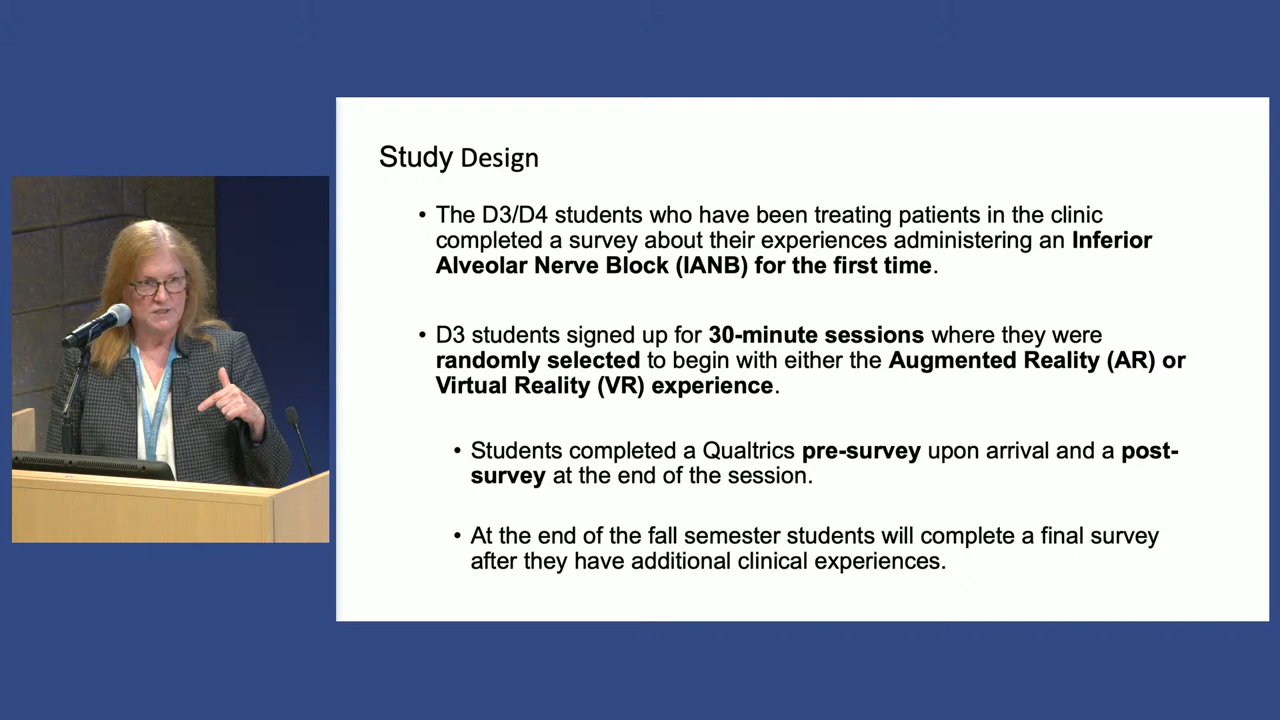 Study Design
• The D3/D4 students who have been treating patients in the clinic
completed a survey about their experiences administering an Inferior
Alveolar Nerve Block (IANB) for the first time.
• D3 students signed up for 30-minute sessions where they were
randomly selected to begin with either the Augmented Reality (AR) or
Virtual Reality (VR) experience.
• Students completed a Qualtrics pre-survey upon arrival and a post-
survey at the end of the session.
• At the end of the fall semester students will complete a final survey
after they have additional clinical experiences.